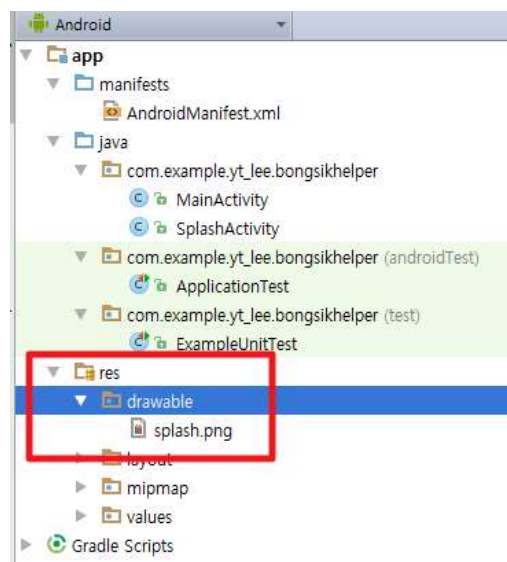 Android
app
manifests
AndroidManifest.xml
java
com.example.yt_lee.bongsikhelper
MainActivity
SplashActivity
com.example.yt_lee.bongsikhelper (androidTest)
ApplicationTest
com.example.yt_lee.bongsikhelper (test)
ExampleUnitTest
res
drawable
splash.png
layout
mipmap
values
Gradle Scripts